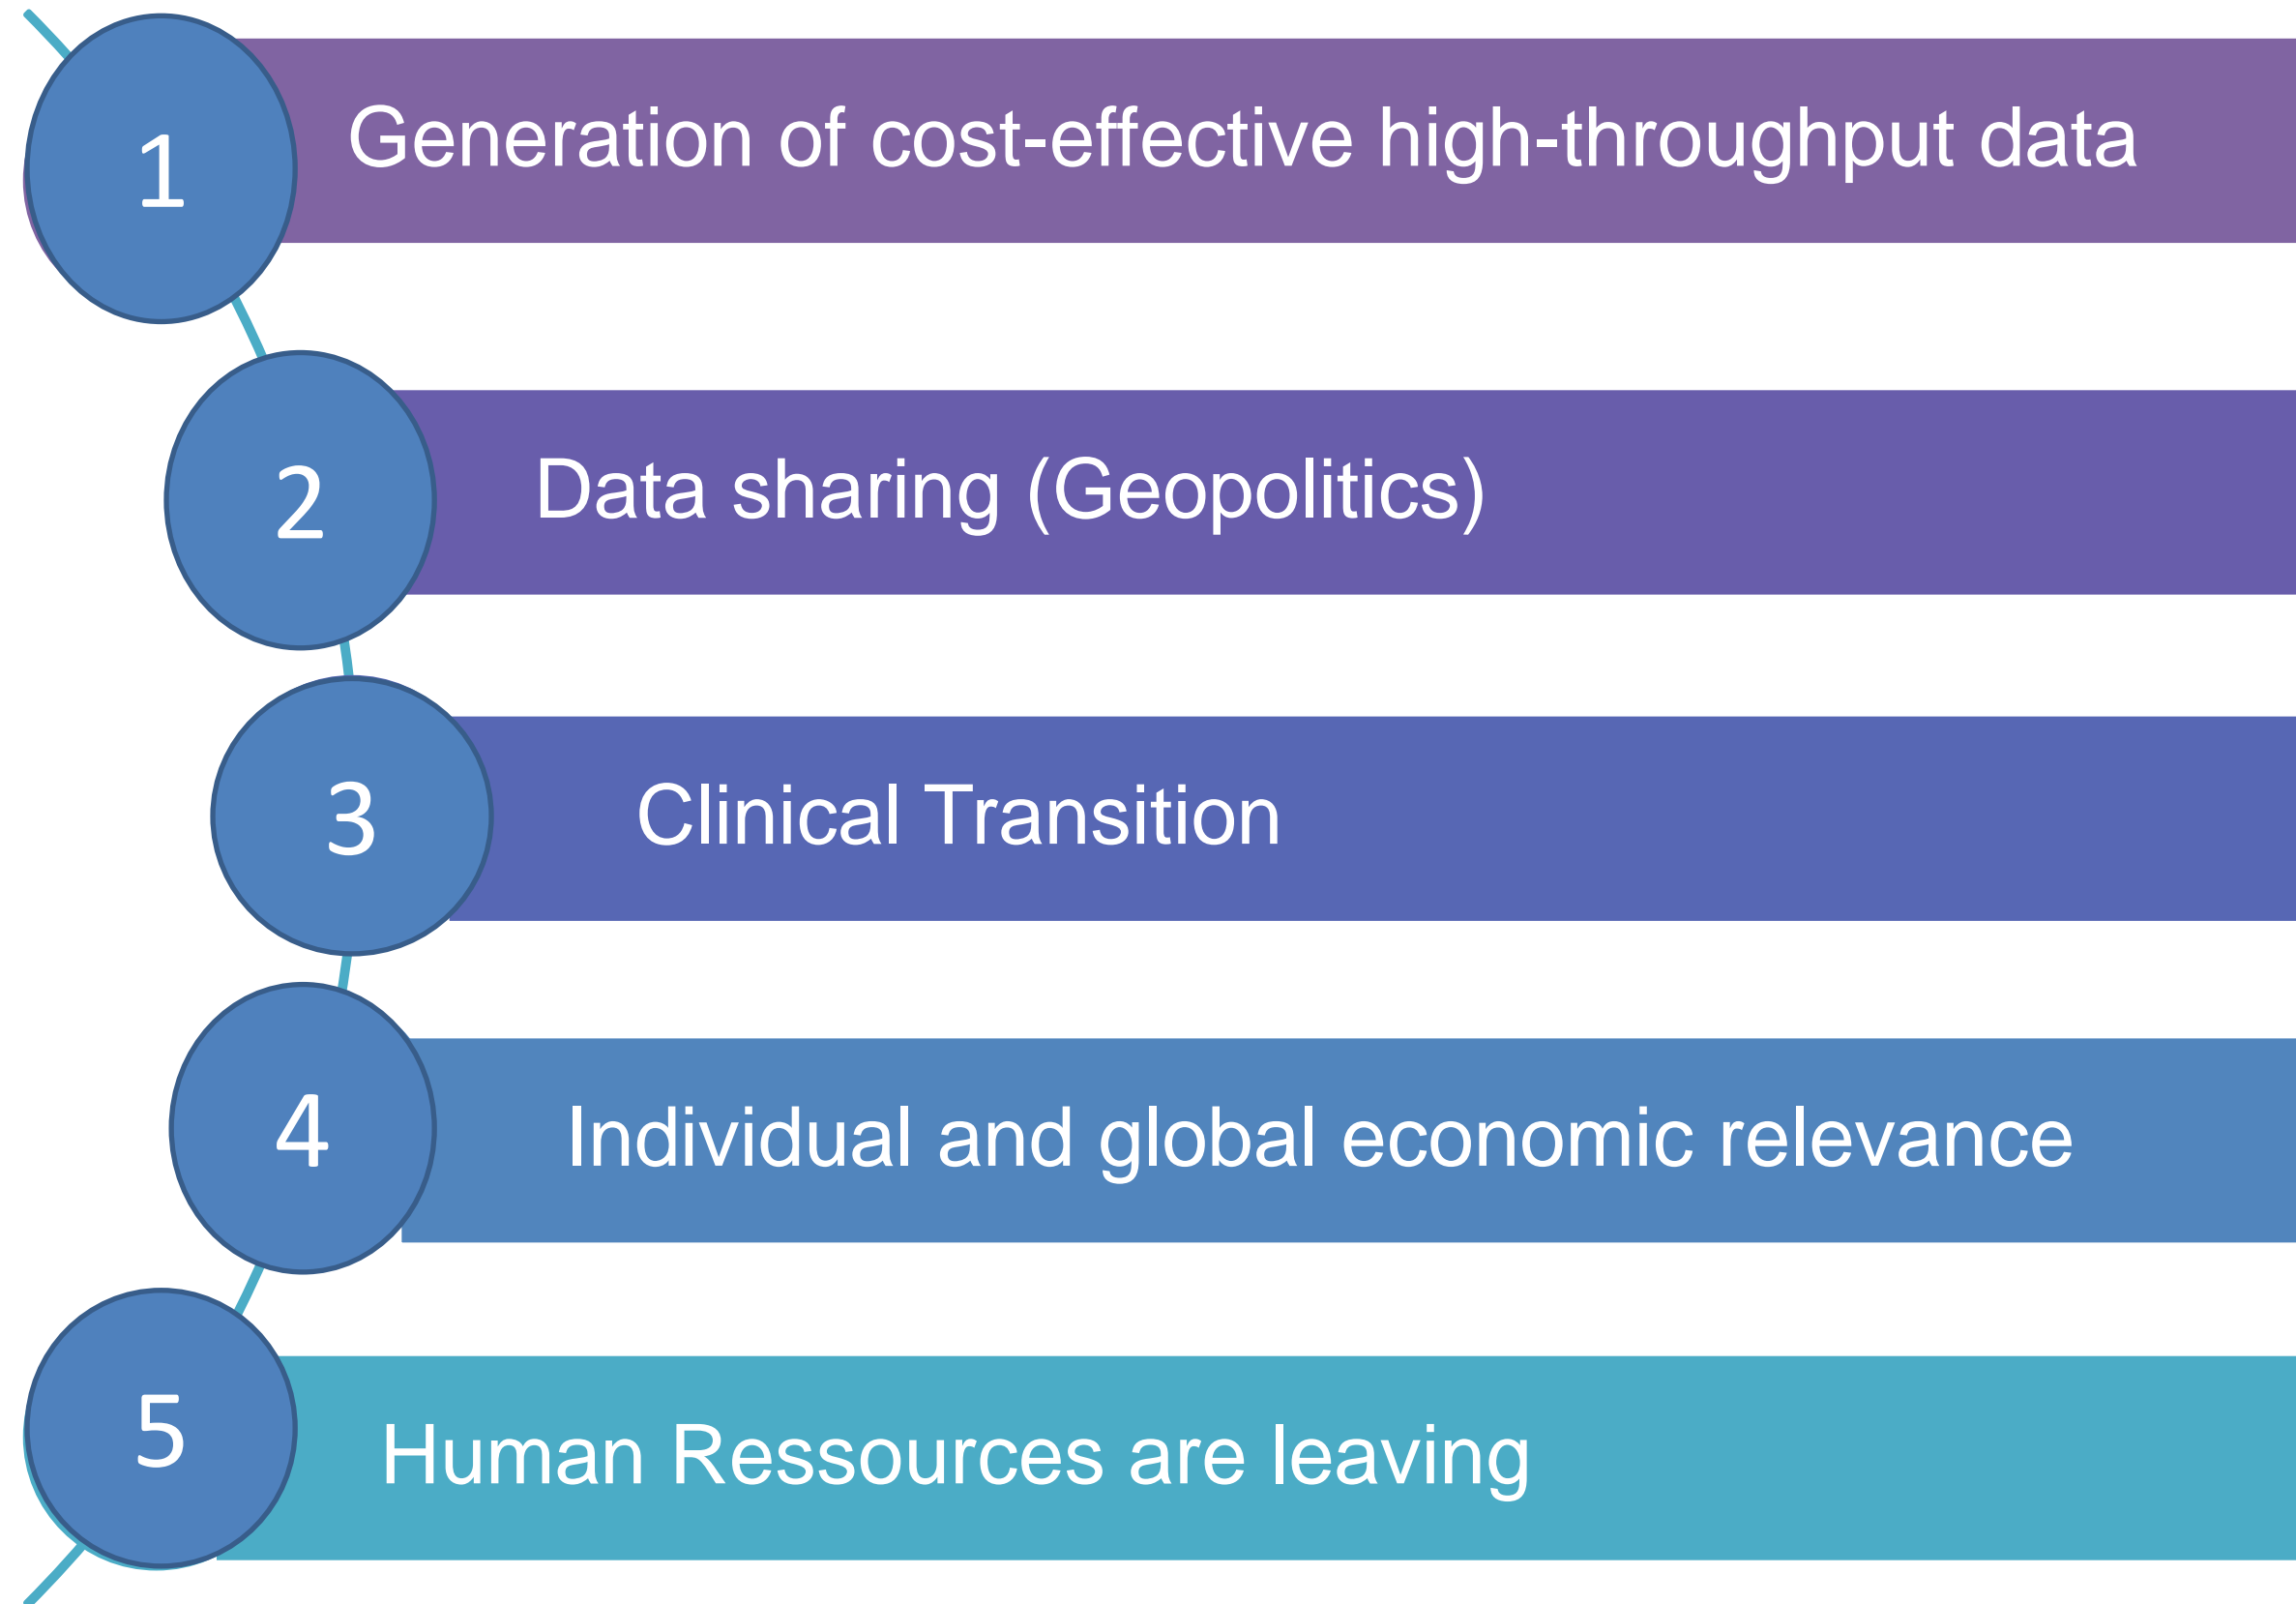 1
Generation of cost-effective high-throughput data
2
Data sharing (Geopolitics)
3
Clinical Transition
4
Individual and global economic relevance
5
Human Ressources are leaving